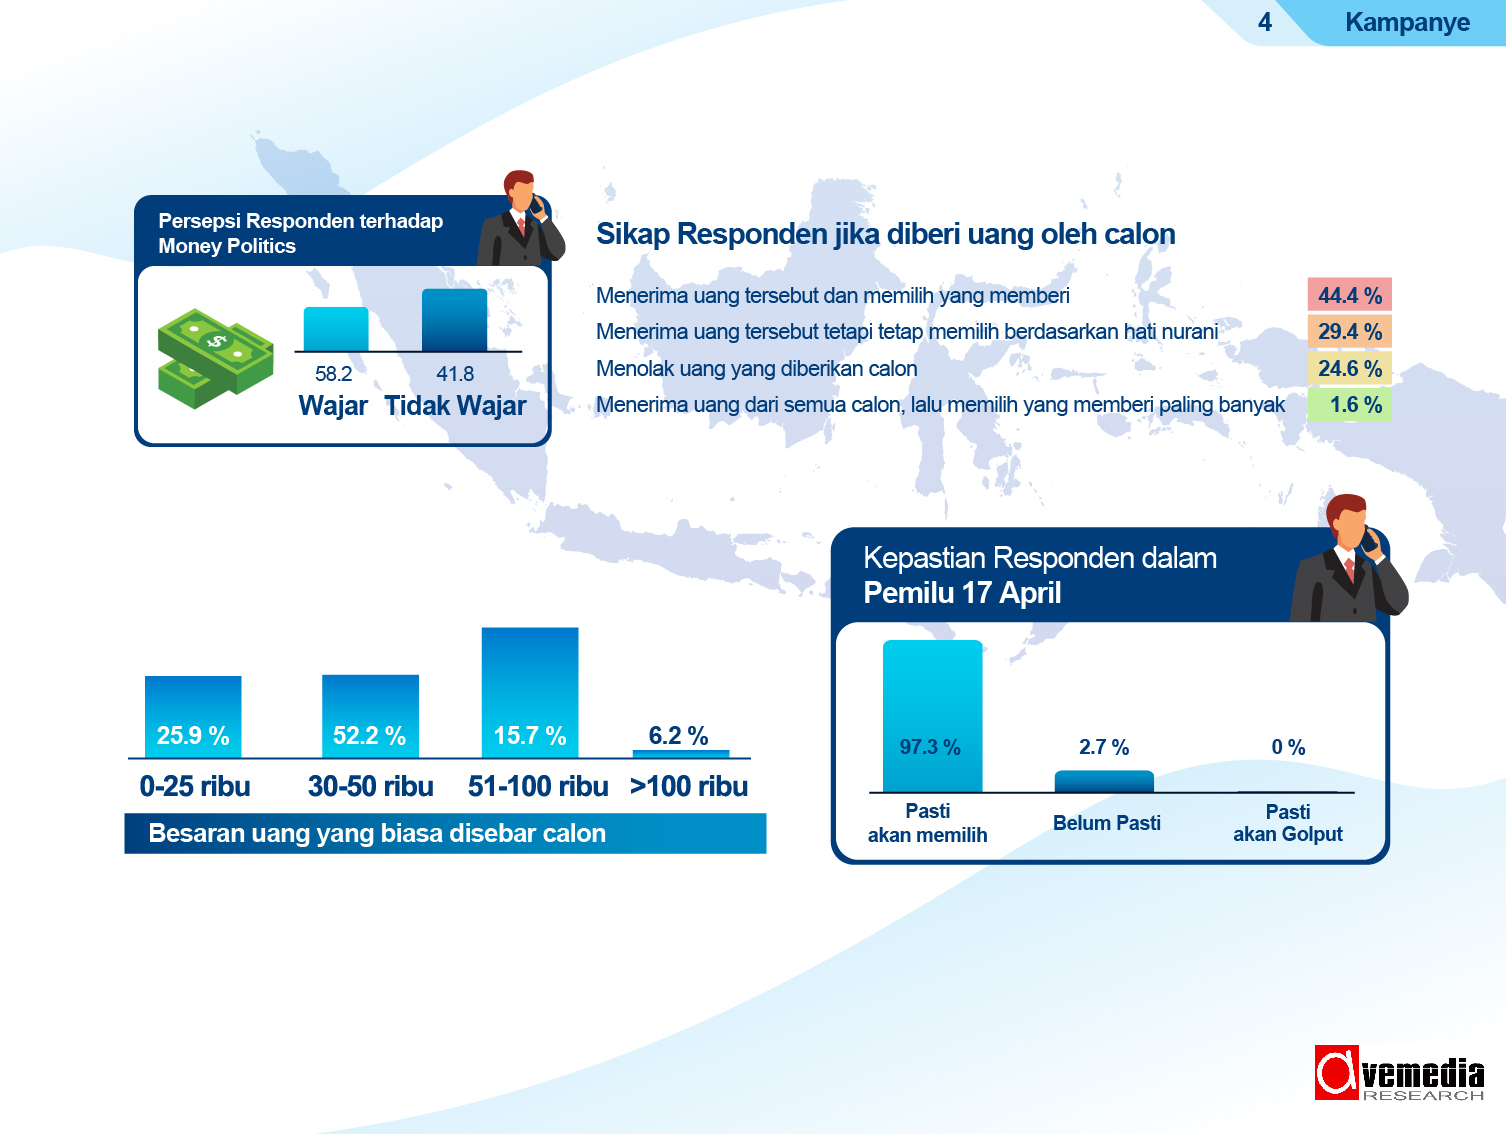 4 Kampanye
Persepsi Responden terhadap
Money Politics
58.2 41.8
Wajar Tidak Wajar
Sikap Responden jika diberi uang oleh calon
Menerima uang tersebut dan memilih yang memberi 44.4 %
Menerima uang tersebut tetapi tetap memilih berdasarkan hati nurani 29.4 %
Menolak uang yang diberikan calon 24.6 %
Menerima uang dari semua calon, lalu memilih yang memberi paling banyak 1.6 %
25.9 % 52.2 % 15.7 % 6.2 %
0-25 ribu 30-50 ribu 51-100 ribu >100 ribu
Besaran uang yang biasa disebar calon
Kepastian Responden dalam
Pemilu 17 April
97.3 % 2.7 % 0 %
Pasti
akan memilih
Belum Pasti
Pasti
akan Golput
avemedia
RESEARCH